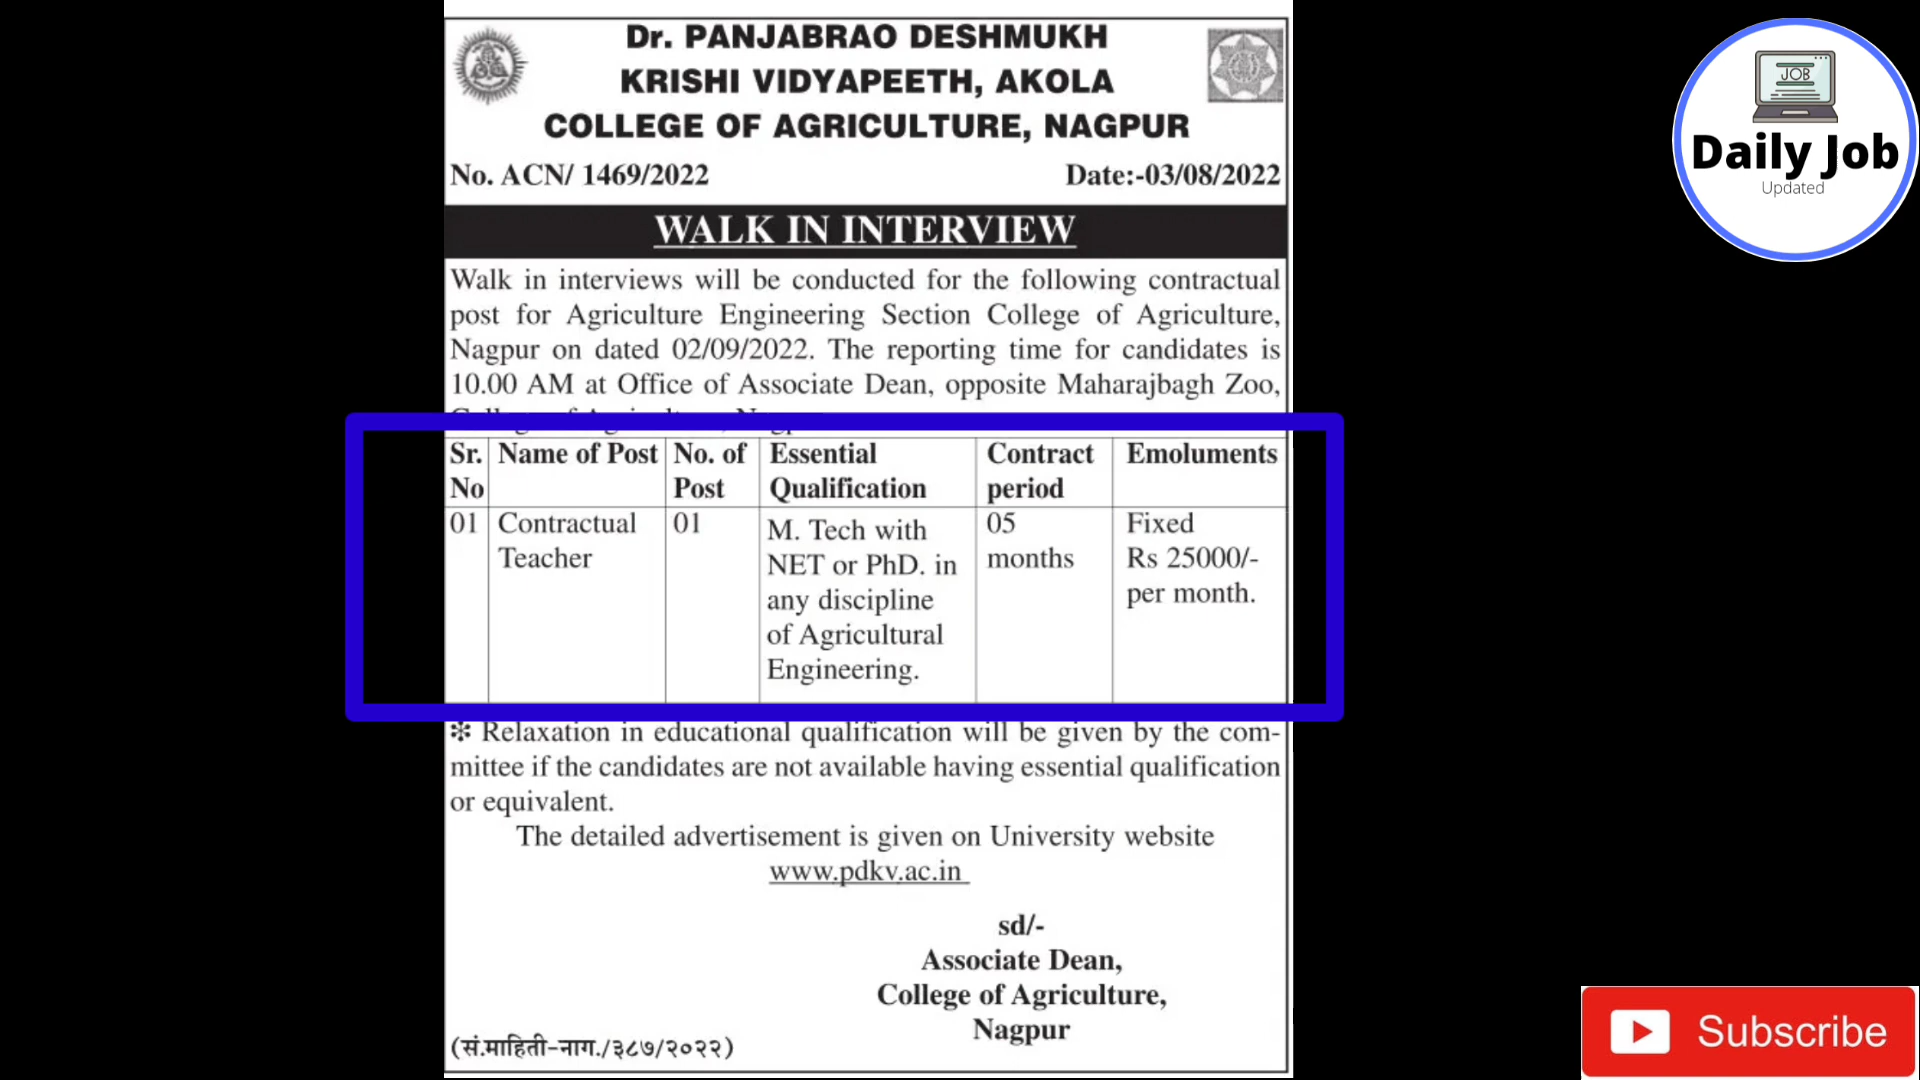 Dr. PANJABRAO DESHMUKH
KRISHI VIDYAPEETH, AKOLA
COLLEGE OF AGRICULTURE, NAGPUR
No. ACN/ 1469/2022 Date:-03/08/2022
WALK IN INTERVIEW
Walk in interviews will be conducted for the following contractual
post for Agriculture Engineering Section College of Agriculture,
Nagpur on dated 02/09/2022. The reporting time for candidates is
10.00 AM at Office of Associate Dean, opposite Maharajbagh Zoo,
Sr. No Name of Post No. of Post Essential Qualification Contract period Emoluments
01 Contractual Teacher 01 M. Tech with NET or PhD. in any discipline of Agricultural Engineering. 05 months Fixed Rs 25000/- per month.
✻ Relaxation in educational qualification will be given by the com-
mittee if the candidates are not available having essential qualification
or equivalent.
The detailed advertisement is given on University website
www.pdkv.ac.in
sd/-
Associate Dean,
College of Agriculture,
Nagpur
(सं.माहिती-नाग./३८७/२०२२)
JOB
Daily Job
Updated
Subscribe